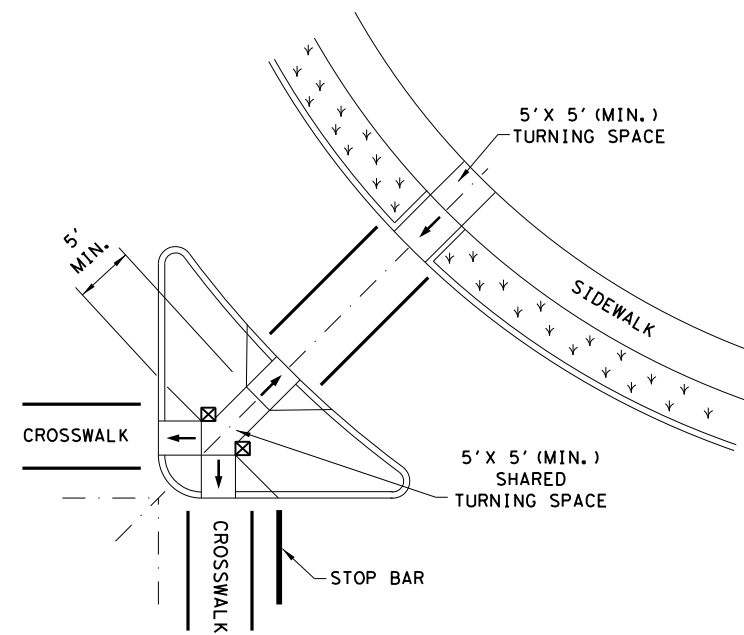 5'X 5' (MIN.)
TURNING SPACE
5'
MIN.
SIDEWALK
CROSSWALK
5'X 5' (MIN.)
SHARED
TURNING SPACE
CROSSWALK
STOP BAR